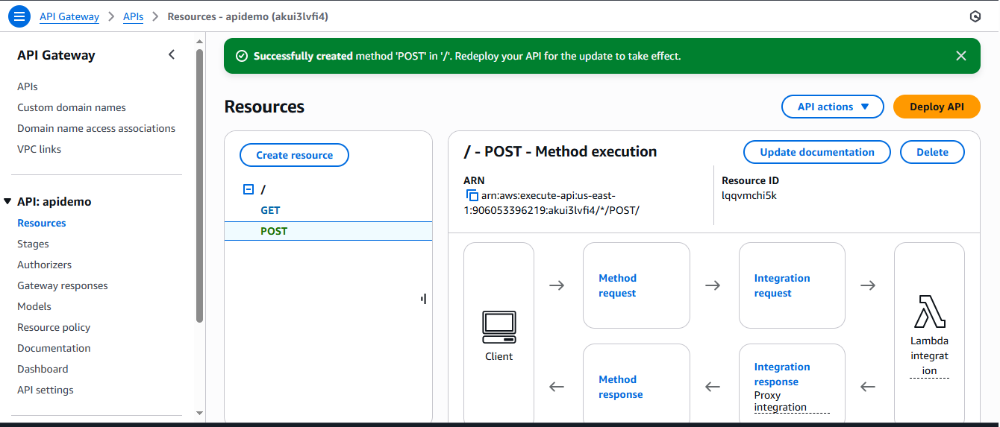 API Gateway > APIs > Resources - apidemo (akui3lvfi4)
API Gateway
APIs
Custom domain names
Domain name access associations
VPC links
API: apidemo
Resources
Stages
Authorizers
Gateway responses
Models
Resource policy
Documentation
Dashboard
API settings
Successfully created method 'POST' in '/'. Redeploy your API for the update to take effect.
Resources
API actions
Deploy API
Create resource
/
GET
POST
/ - POST - Method execution
Update documentation
Delete
ARN
arn:aws:execute-api:us-east-
1:906053396219:akui3lvfi4/*/POST/
Resource ID
lqqvmchi5k
Client
Method
request
Integration
request
Lambda
integrat
ion
Method
response
Integration
response
Proxy
integration